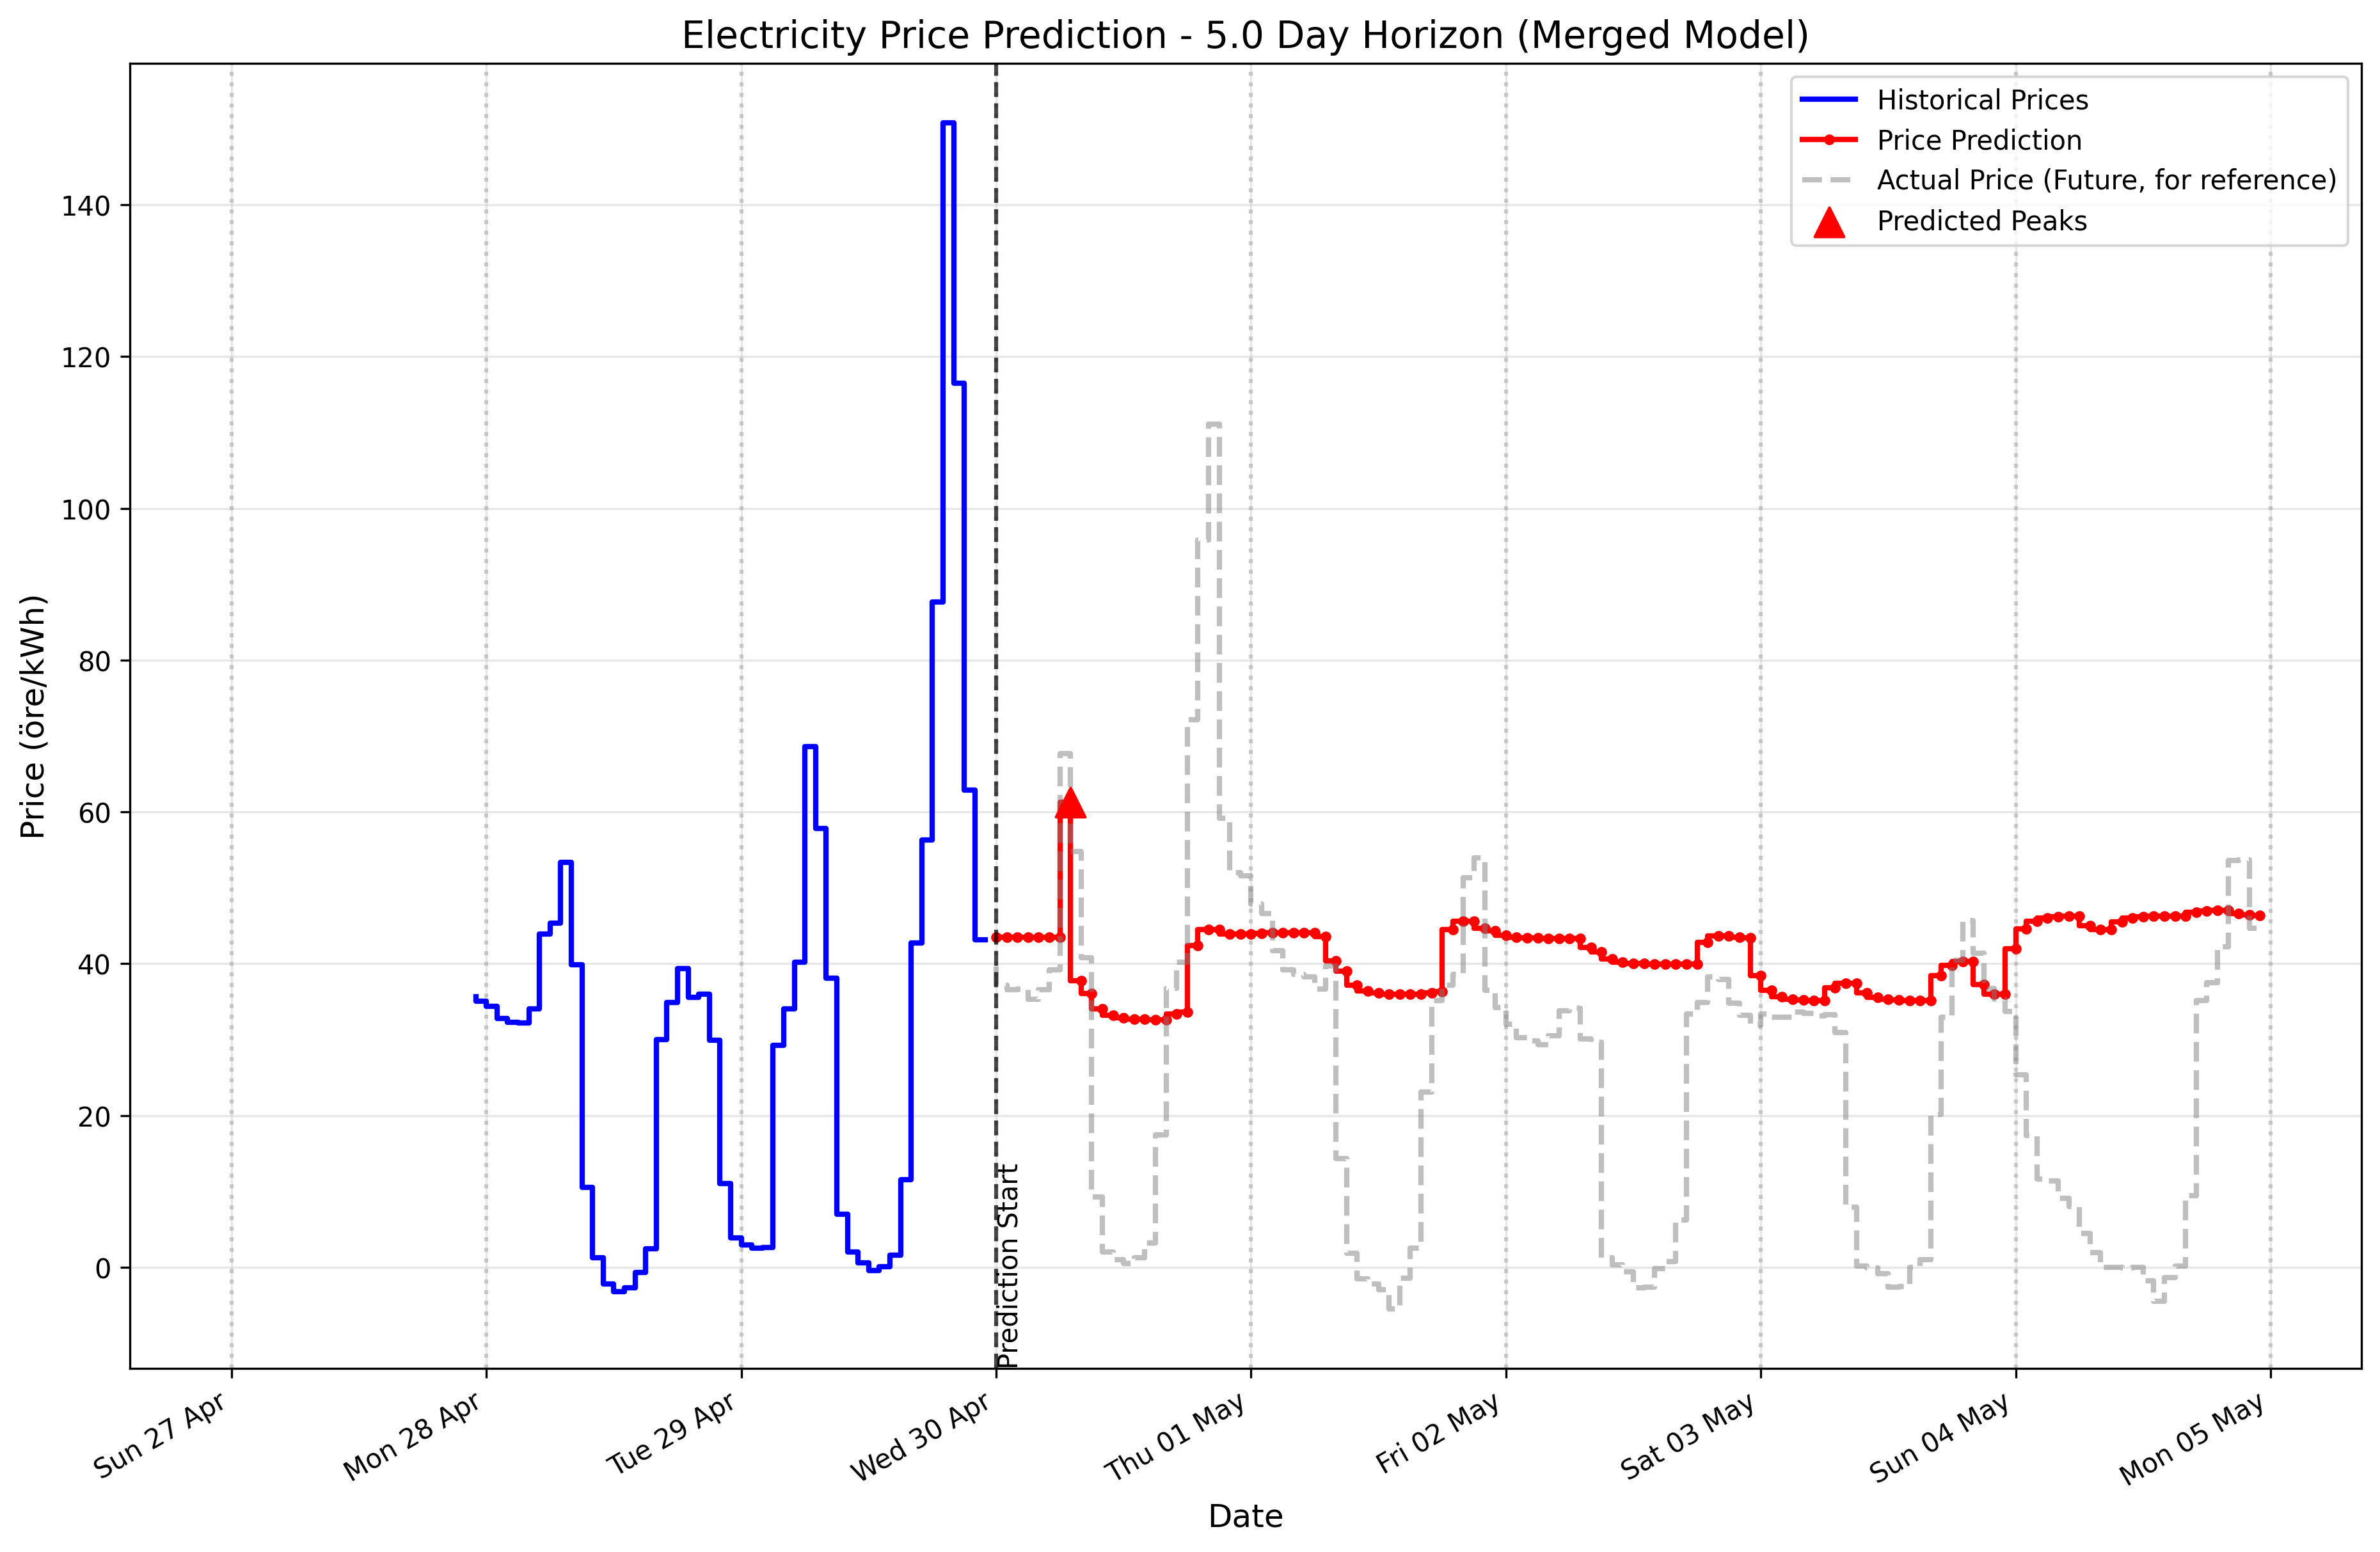 Electricity Price Prediction - 5.0 Day Horizon (Merged Model)
Historical Prices
Price Prediction
Actual Price (Future, for reference)
Predicted Peaks
Price (öre/kWh)
140
120
100
80
60
40
20
0
Prediction Start
Sun 27 Apr
Mon 28 Apr
Tue 29 Apr
Wed 30 Apr
Thu 01 May
Fri 02 May
Sat 03 May
Sun 04 May
Mon 05 May
Date